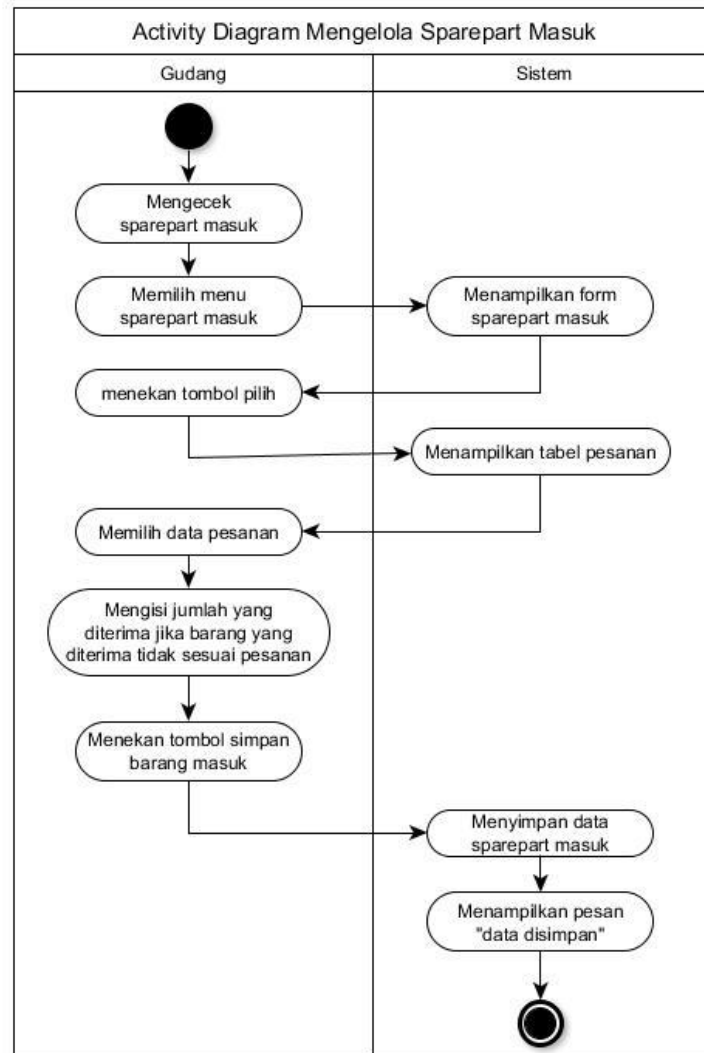 Activity Diagram Mengelola Sparepart Masuk
Gudang
Sistem
Mengecek
sparepart masuk
Memilih menu
sparepart masuk
Menampilkan form
sparepart masuk
menekan tombol pilih
Menampilkan tabel pesanan
Memilih data pesanan
Mengisi jumlah yang
diterima jika barang yang
diterima tidak sesuai pesanan
Menekan tombol simpan
barang masuk
Menyimpan data
sparepart masuk
Menampilkan pesan
"data disimpan"